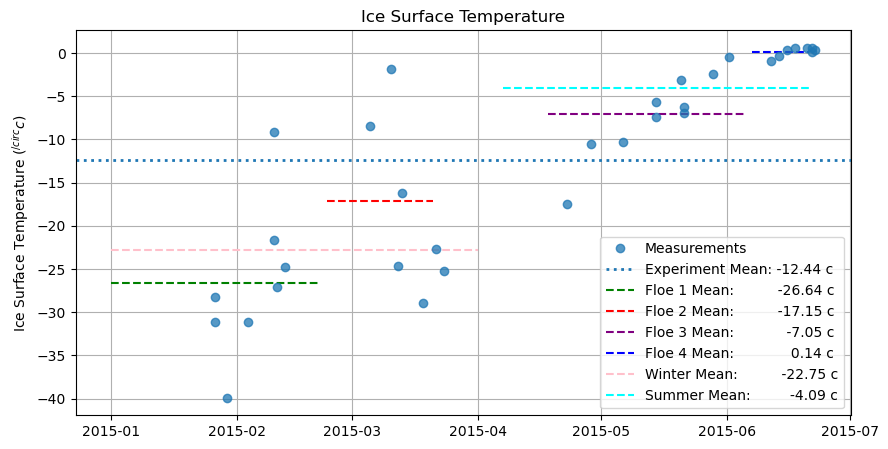 Ice Surface Temperature
Ice Surface Temperature (/circc)
0
−5
−10
−15
−20
−25
−30
−35
−40
2015-01
2015-02
2015-03
2015-04
2015-05
2015-06
2015-07
Measurements
Experiment Mean: -12.44 c
Floe 1 Mean: -26.64 c
Floe 2 Mean: -17.15 c
Floe 3 Mean: -7.05 c
Floe 4 Mean: 0.14 c
Winter Mean: -22.75 c
Summer Mean: -4.09 c